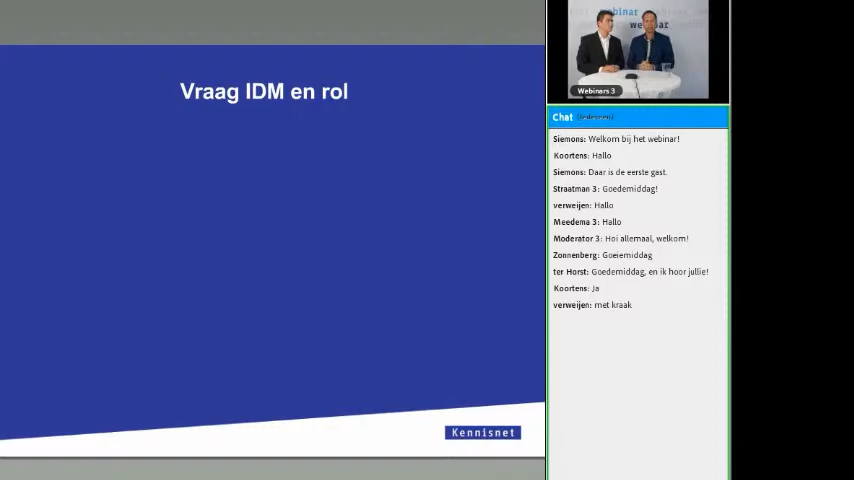 Vraag IDM en rol
Kennisnet
webinar
Webinars 3
Chat (Iedereen)
Siemons: Welkom bij het webinar!
Koortens: Hallo
Siemons: Daar is de eerste gast.
Straatman 3: Goedemiddag!
verweijen: Hallo
Meedema 3: Hallo
Moderator 3: Hoi allemaal, welkom!
Zonnenberg: Goeiemiddag
ter Horst: Goedemiddag, en ik hoor jullie!
Koortens: Ja
verweijen: met kraak